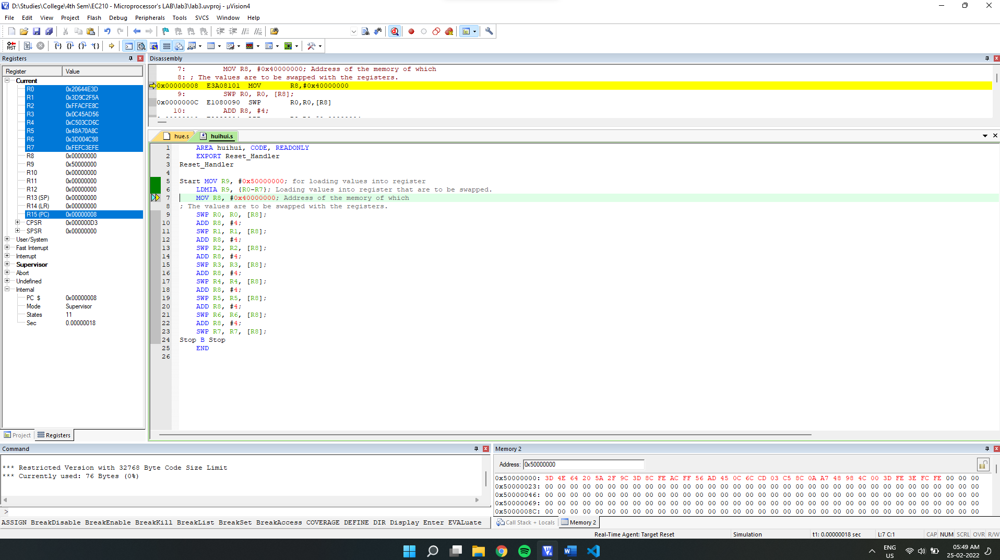 D:\Studies\College\4th Sem\EC210 - Microprocessor's LAB\lab3\lab3.uvproj - µVision4
File Edit View Project Flash Debug Peripherals Tools SVCS Window Help
RST
Registers
Register Value
Current
R0 0x20644E3D
R1 0x3D9C2F5A
R2 0xFFACFE8C
R3 0x0C45AD56
R4 0xC503CD6C
R5 0x48A70A8C
R6 0x3D004C98
R7 0xFEFC3EFE
R8 0x00000000
R9 0x50000000
R10 0x00000000
R11 0x00000000
R12 0x00000000
R13 (SP) 0x00000000
R14 (LR) 0x00000000
R15 (PC) 0x00000008
CPSR 0x000000D3
SPSR 0x00000000
User/System
Fast Interrupt
Interrupt
Supervisor
Abort
Undefined
Internal
PC $ 0x00000008
Mode Supervisor
States 11
Sec 0.00000018
Project Registers
Disassembly
7: MOV R8, #0x40000000; Address of the memory of which
8: ; The values are to be swapped with the registers.
0x00000008 E3A08101 MOV R8,#0x40000000
9: SWP R0, R0, [R8];
0x0000000C E1080090 SWP R0,R0,[R8]
10: ADD R8, #4;
hue.s huihui.s
1 AREA huihui, CODE, READONLY
2 EXPORT Reset_Handler
3 Reset_Handler
4
5 Start MOV R9, #0x50000000; for loading values into register
6 LDMIA R9, {R0-R7}; Loading values into register that are to be swapped.
7 MOV R8, #0x40000000; Address of the memory of which
8 ; The values are to be swapped with the registers.
9 SWP R0, R0, [R8];
10 ADD R8, #4;
11 SWP R1, R1, [R8];
12 ADD R8, #4;
13 SWP R2, R2, [R8];
14 ADD R8, #4;
15 SWP R3, R3, [R8];
16 ADD R8, #4;
17 SWP R4, R4, [R8];
18 ADD R8, #4;
19 SWP R5, R5, [R8];
20 ADD R8, #4;
21 SWP R6, R6, [R8];
22 ADD R8, #4;
23 SWP R7, R7, [R8];
24 Stop B Stop
25 END
26
Command
*** Restricted Version with 32768 Byte Code Size Limit
*** Currently used: 76 Bytes (0%)
>
ASSIGN BreakDisable BreakEnable BreakKill BreakList BreakSet BreakAccess COVERAGE DEFINE DIR Display Enter EVALuate
Memory 2
Address: 0x50000000
0x50000000: 3D 4E 64 20 5A 2F 9C 3D 8C FE AC FF 56 AD 45 0C 6C CD 03 C5 8C 0A A7 48 98 4C 00 3D FE 3E FC FE 00 00 00
0x50000023: 00 00 00 00 00 00 00 00 00 00 00 00 00 00 00 00 00 00 00 00 00 00 00 00 00 00 00 00 00 00 00 00 00 00 00
0x50000046: 00 00 00 00 00 00 00 00 00 00 00 00 00 00 00 00 00 00 00 00 00 00 00 00 00 00 00 00 00 00 00 00 00 00 00
0x50000069: 00 00 00 00 00 00 00 00 00 00 00 00 00 00 00 00 00 00 00 00 00 00 00 00 00 00 00 00 00 00 00 00 00 00 00
0x5000008C: 00 00 00 00 00 00 00 00 00 00 00 00 00 00 00 00 00 00 00 00 00 00 00 00 00 00 00 00 00 00 00 00 00 00 00
Call Stack + Locals Memory 2
Real-Time Agent: Target Reset Simulation t1: 0.00000018 sec L:7 C:1 CAP NUM SCRL OVR R/W
ENG
US
05:49 AM
25-02-2022